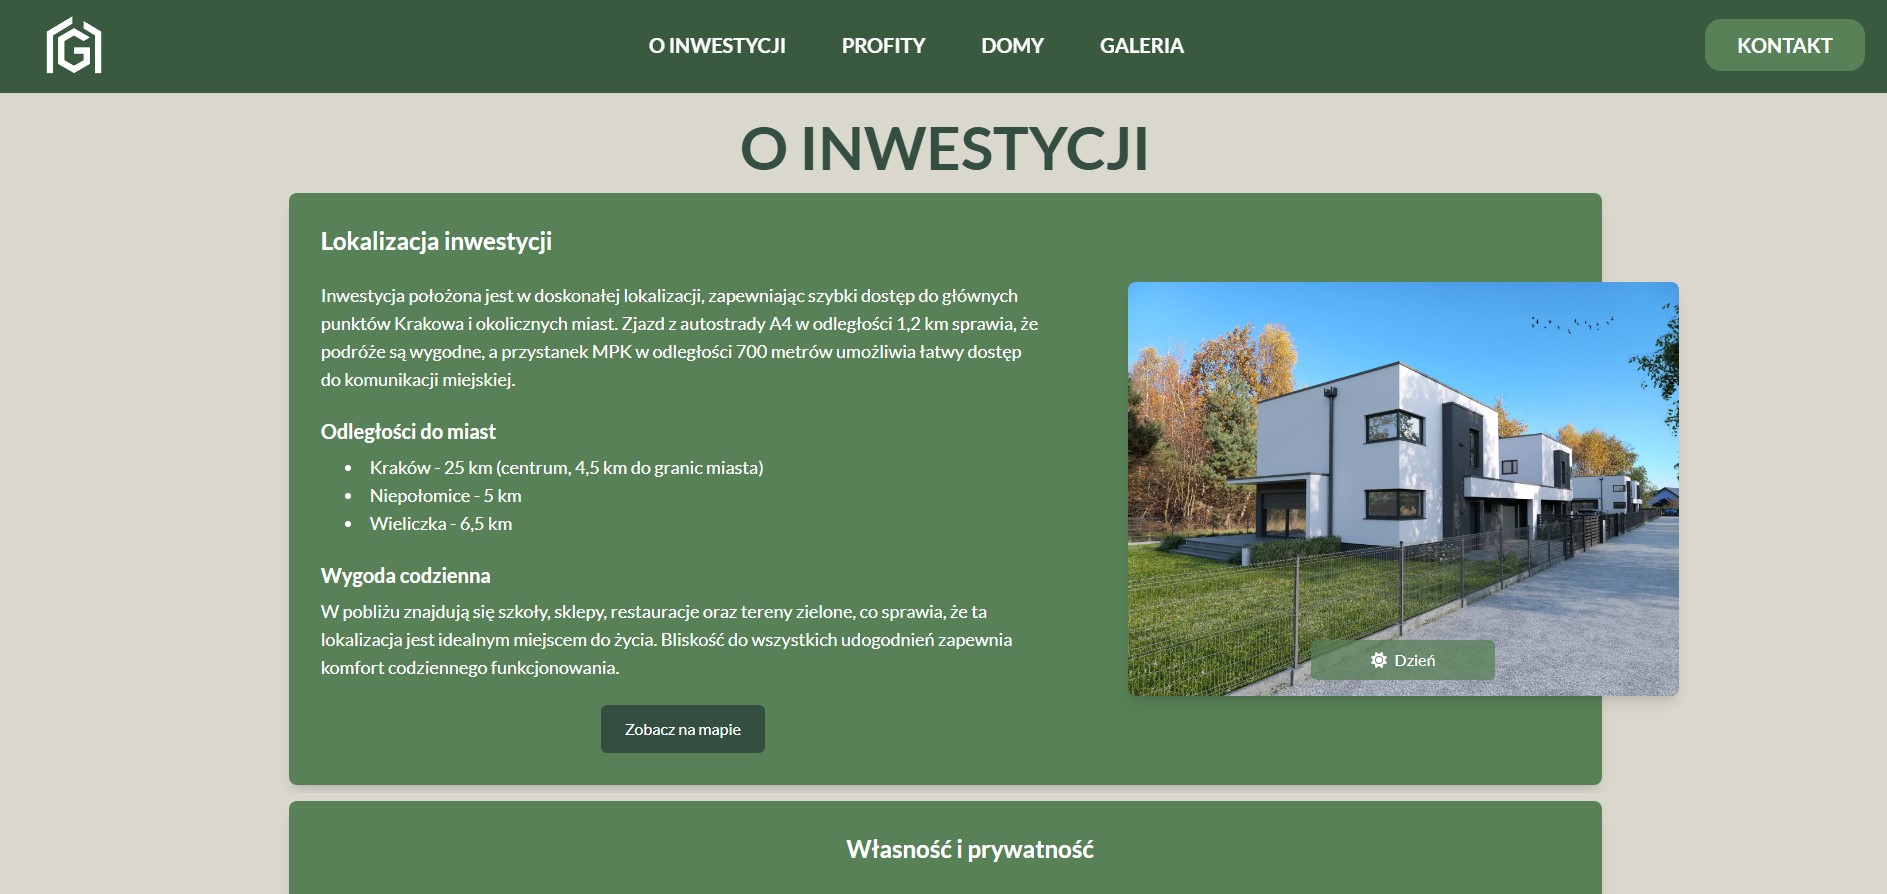 G
O INWESTYCJI PROFITY DOMY GALERIA KONTAKT
O INWESTYCJI
Lokalizacja inwestycji
Inwestycja położona jest w doskonałej lokalizacji, zapewniając szybki dostęp do głównych
punktów Krakowa i okolicznych miast. Zjazd z autostrady A4 w odległości 1,2 km sprawia, że
podróże są wygodne, a przystanek MPK w odległości 700 metrów umożliwia łatwy dostęp
do komunikacji miejskiej.
Odległości do miast
• Kraków - 25 km (centrum, 4,5 km do granic miasta)
• Niepołomice - 5 km
• Wieliczka - 6,5 km
Wygoda codzienna
W pobliżu znajdują się szkoły, sklepy, restauracje oraz tereny zielone, co sprawia, że ta
lokalizacja jest idealnym miejscem do życia. Bliskość do wszystkich udogodnień zapewnia
komfort codziennego funkcjonowania.
Zobacz na mapie
Dzień
Własność i prywatność